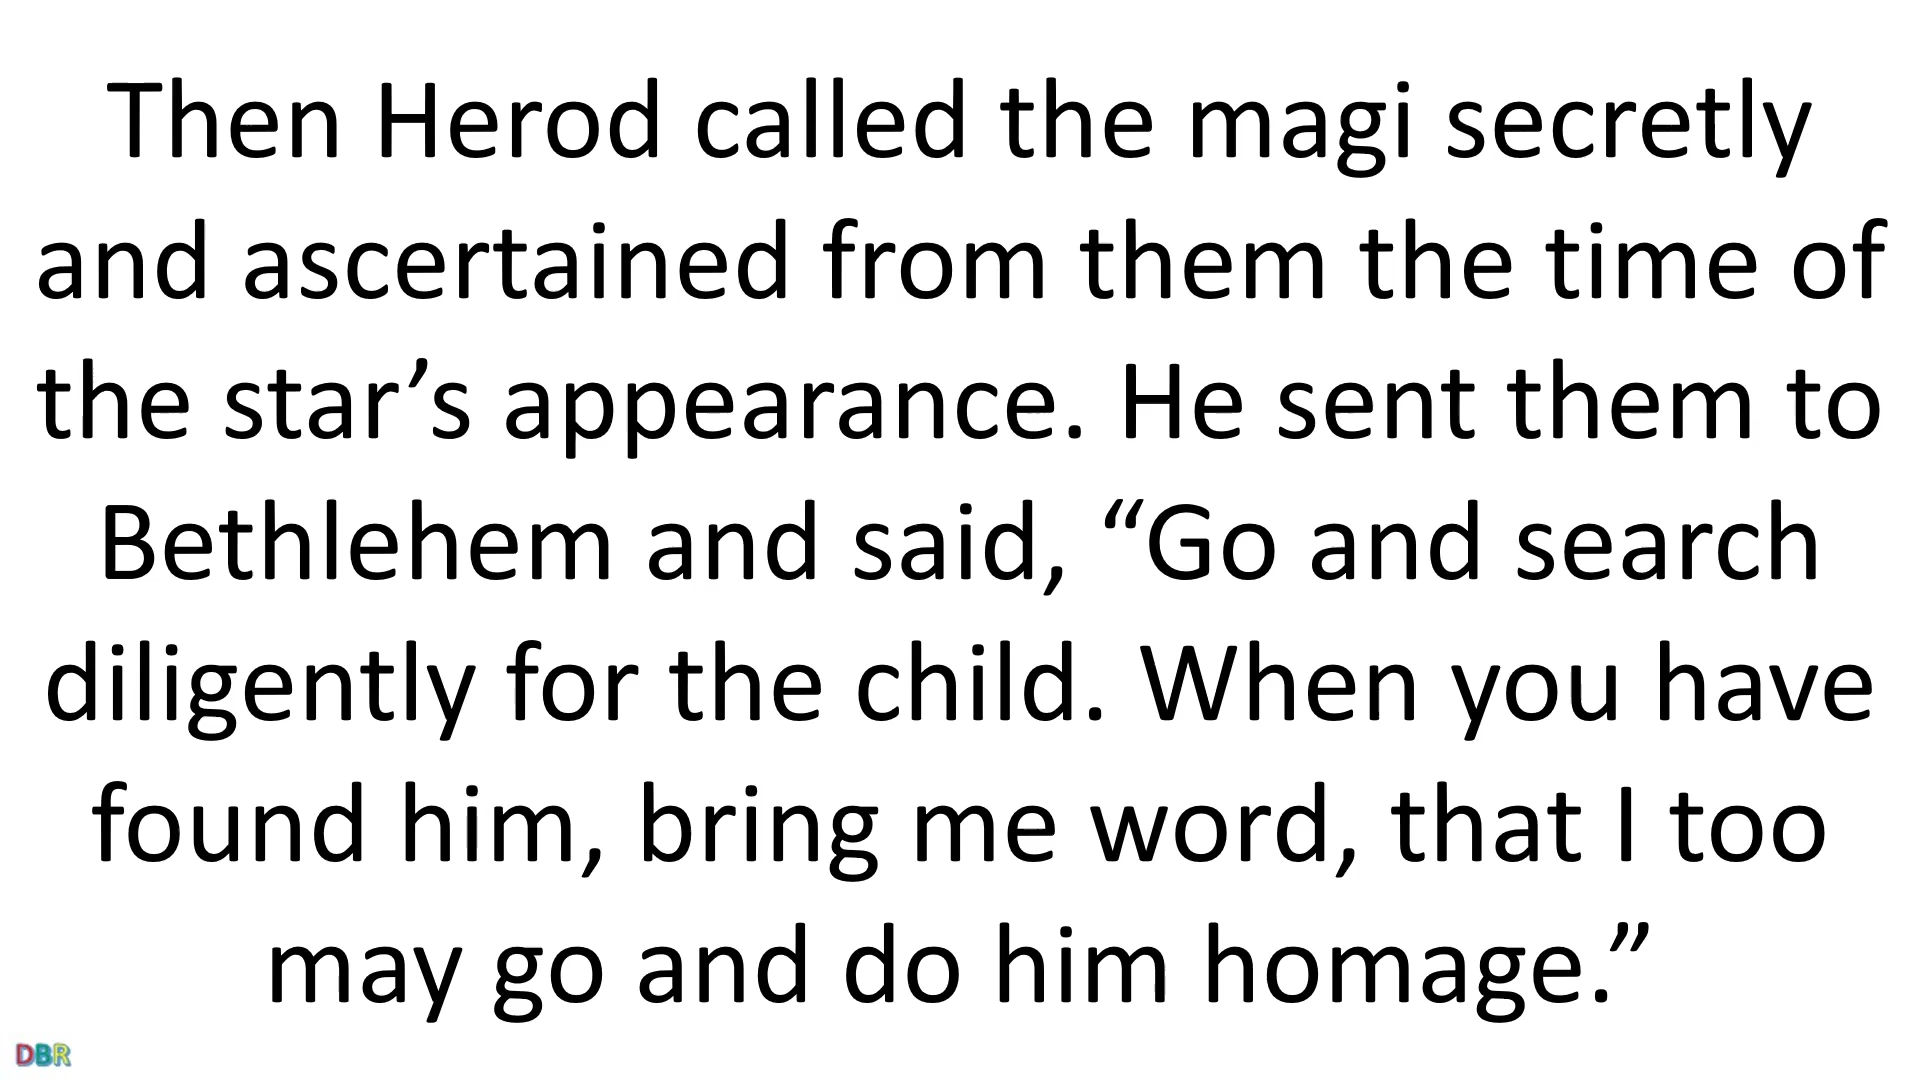 Then Herod called the magi secretly
and ascertained from them the time of
the star’s appearance. He sent them to
Bethlehem and said, “Go and search
diligently for the child. When you have
found him, bring me word, that I too
may go and do him homage.”
DBR